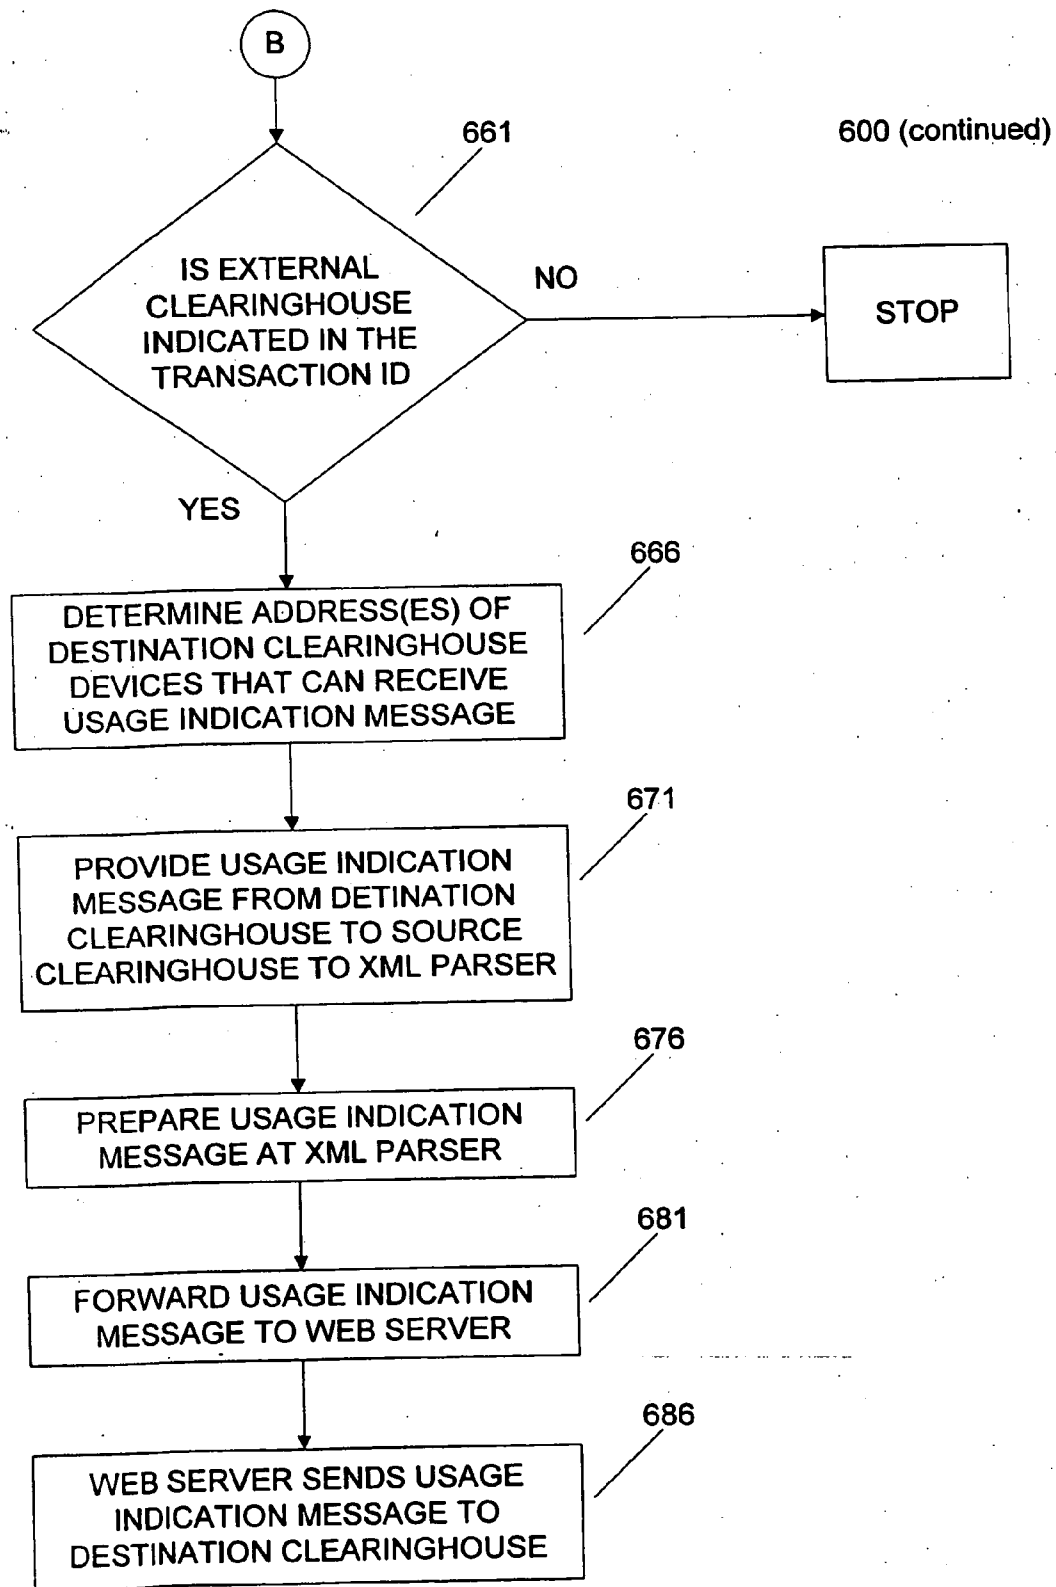 B
661
600 (continued)
IS EXTERNAL
CLEARINGHOUSE
INDICATED IN THE
TRANSACTION ID
NO
STOP
YES
666
DETERMINE ADDRESS(ES) OF
DESTINATION CLEARINGHOUSE
DEVICES THAT CAN RECEIVE
USAGE INDICATION MESSAGE
671
PROVIDE USAGE INDICATION
MESSAGE FROM DETINATION
CLEARINGHOUSE TO SOURCE
CLEARINGHOUSE TO XML PARSER
676
PREPARE USAGE INDICATION
MESSAGE AT XML PARSER
681
FORWARD USAGE INDICATION
MESSAGE TO WEB SERVER
686
WEB SERVER SENDS USAGE
INDICATION MESSAGE TO
DESTINATION CLEARINGHOUSE